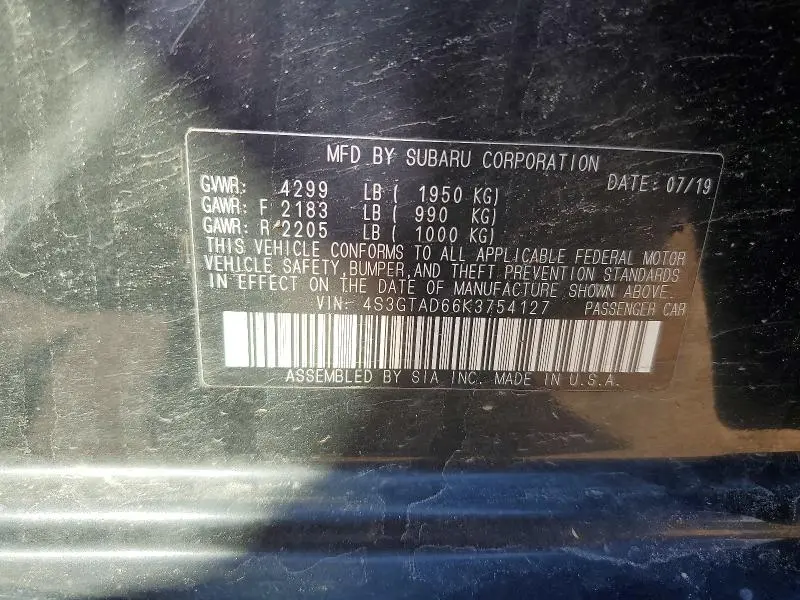 MFD BY SUBARU CORPORATION
DATE: 07/19
GVWR: 4299 LB ( 1950 KG)
GAWR: F 2183 LB ( 990 KG)
GAWR: R 2205 LB ( 1000 KG)
THIS VEHICLE CONFORMS TO ALL APPLICABLE FEDERAL MOTOR
VEHICLE SAFETY, BUMPER, AND THEFT PREVENTION STANDARDS
IN EFFECT ON THE DATE OF MANUFACTURE SHOWN ABOVE.
VIN: 4S3GTAD66K3754127 PASSENGER CAR
ASSEMBLED BY SIA INC. MADE IN U.S.A.